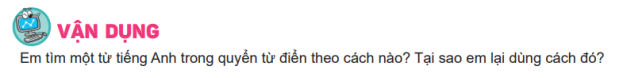 VẬN DỤNG
Em tìm một từ tiếng Anh trong quyển từ điển theo cách nào? Tại sao em lại dùng cách đó?